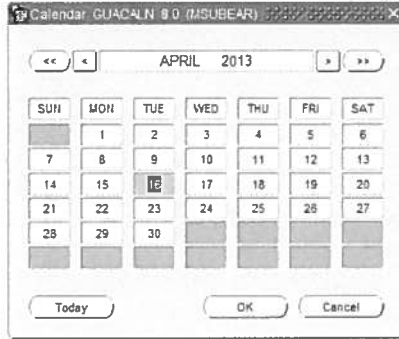 Calendar GUACALN 8.0 (MSUBEAR) X
<< < APRIL 2013 > >>
SUN MON TUE WED THU FRI SAT
1 2 3 4 5 6
7 8 9 10 11 12 13
14 15 16 17 18 19 20
21 22 23 24 25 26 27
28 29 30
Today OK Cancel